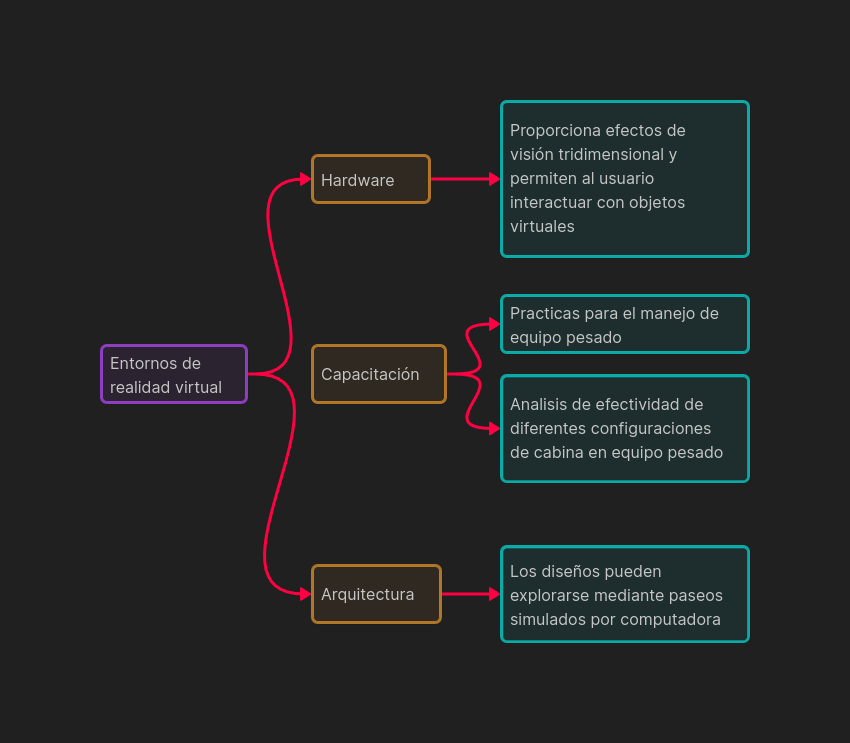 Entornos de
realidad virtual
Hardware
Proporciona efectos de
visión tridimensional y
permiten al usuario
interactuar con objetos
virtuales
Capacitación
Practicas para el manejo de
equipo pesado
Analisis de efectividad de
diferentes configuraciones
de cabina en equipo pesado
Arquitectura
Los diseños pueden
explorarse mediante paseos
simulados por computadora